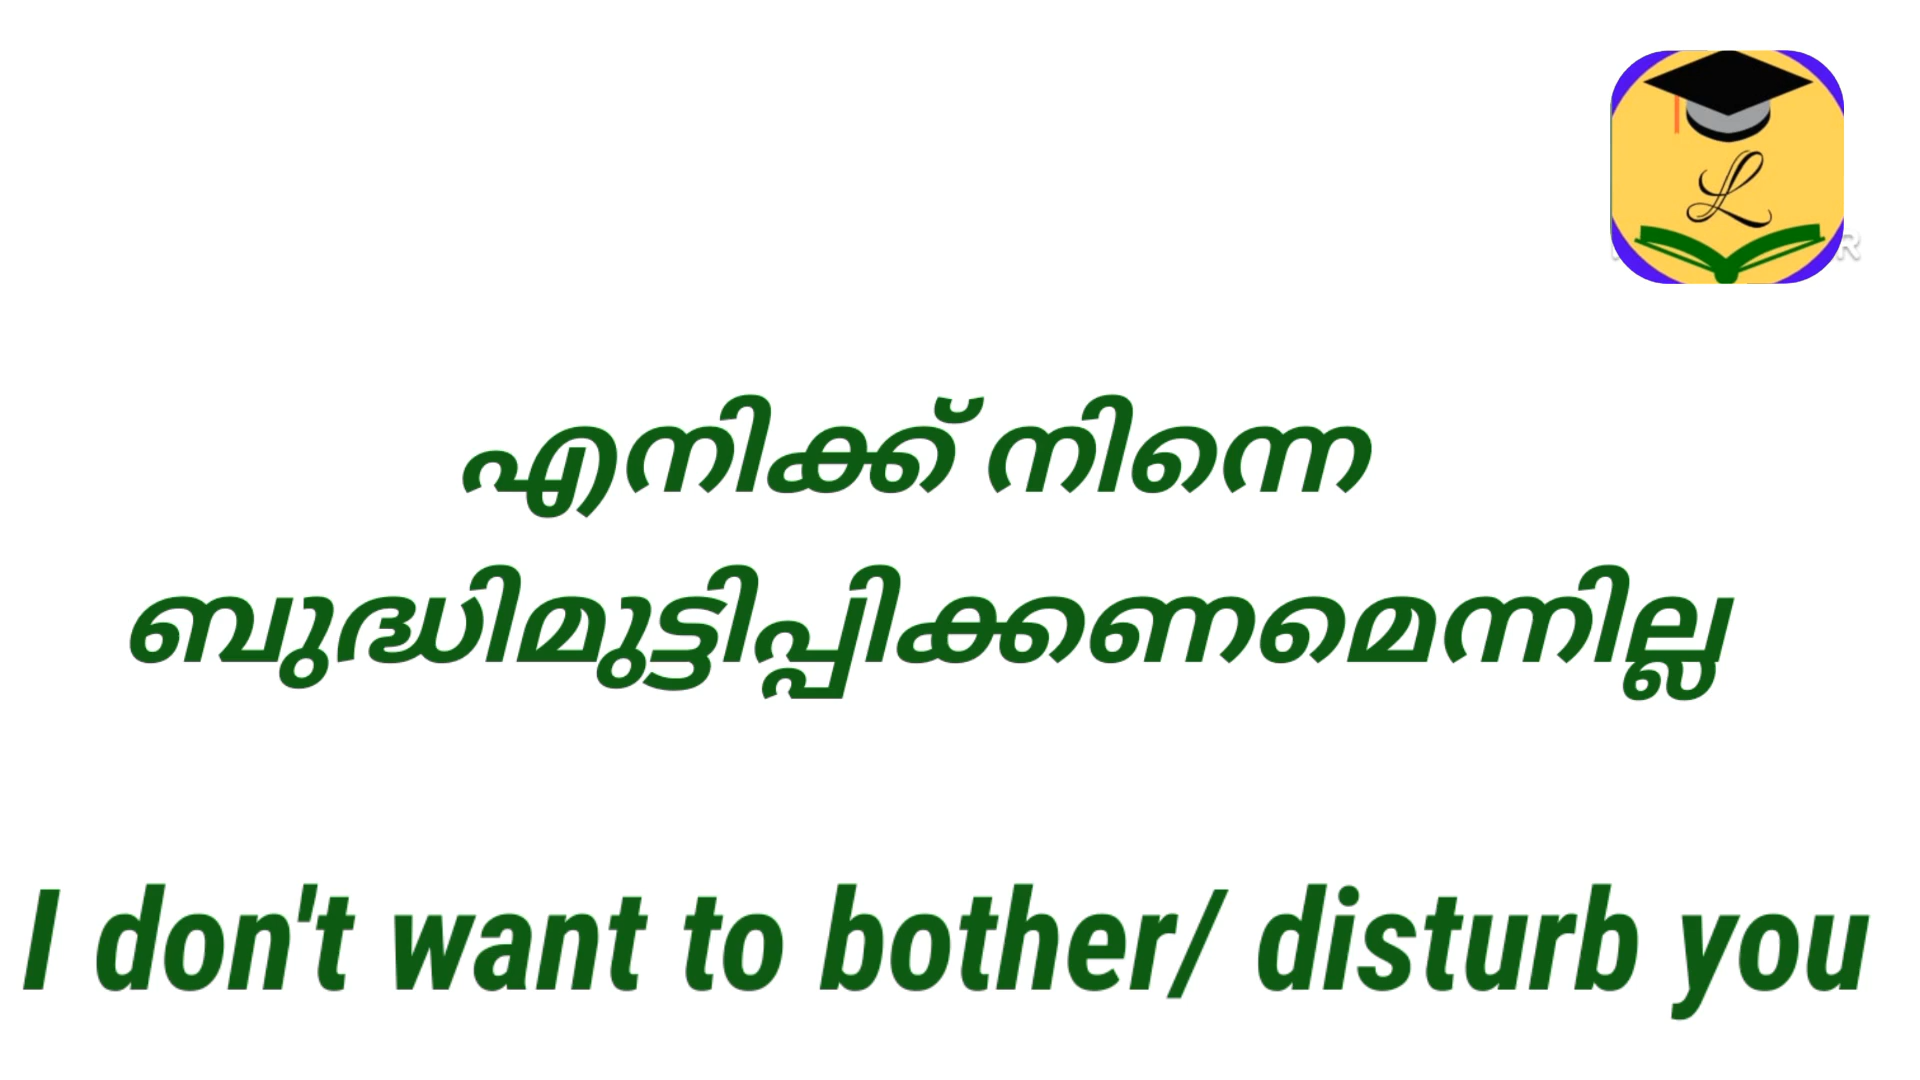 L
എനിക്ക് നിന്നെ
ബുദ്ധിമുട്ടിപ്പിക്കണമെന്നില്ല
I don't want to bother/ disturb you